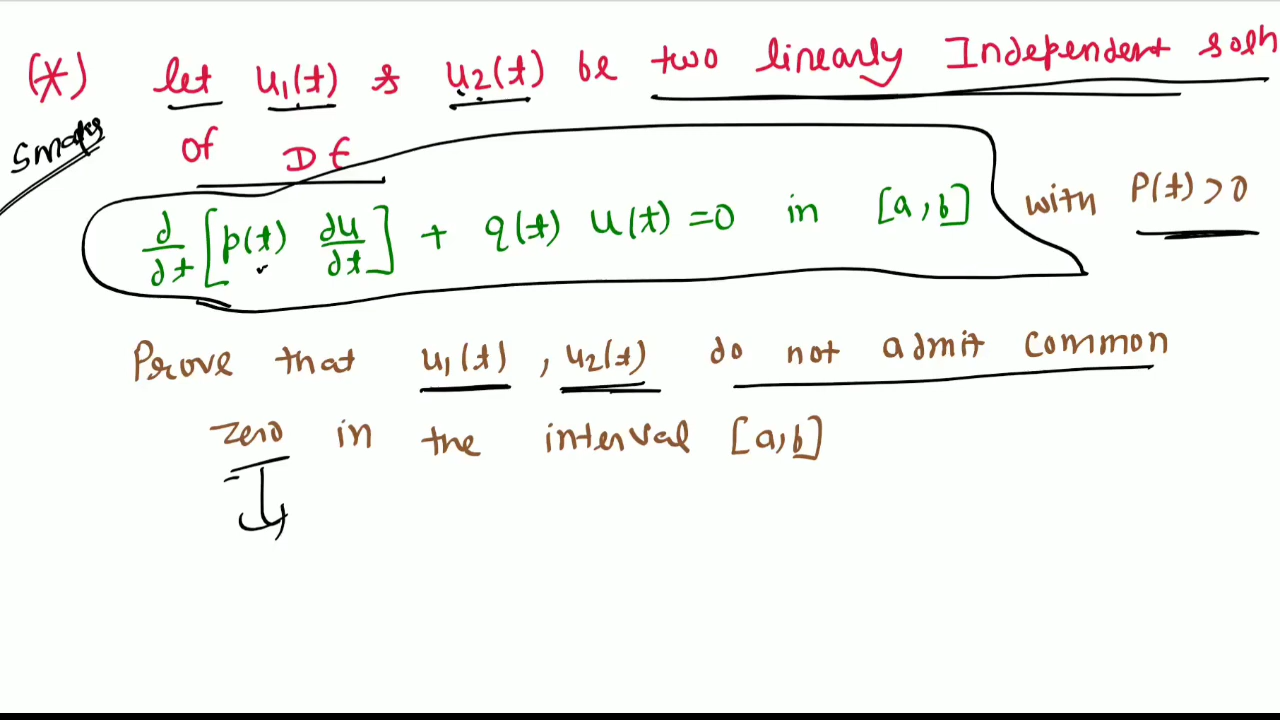 (*) let u₁(t) & u₂(t) be two linearly Independent soln
of DE
5marks
d/dt [p(t) du/dt] + q(t) u(t) = 0 in [a,b] with P(t)>0
Prove that u₁(t), u₂(t) do not admit common
zero in the interval [a,b]